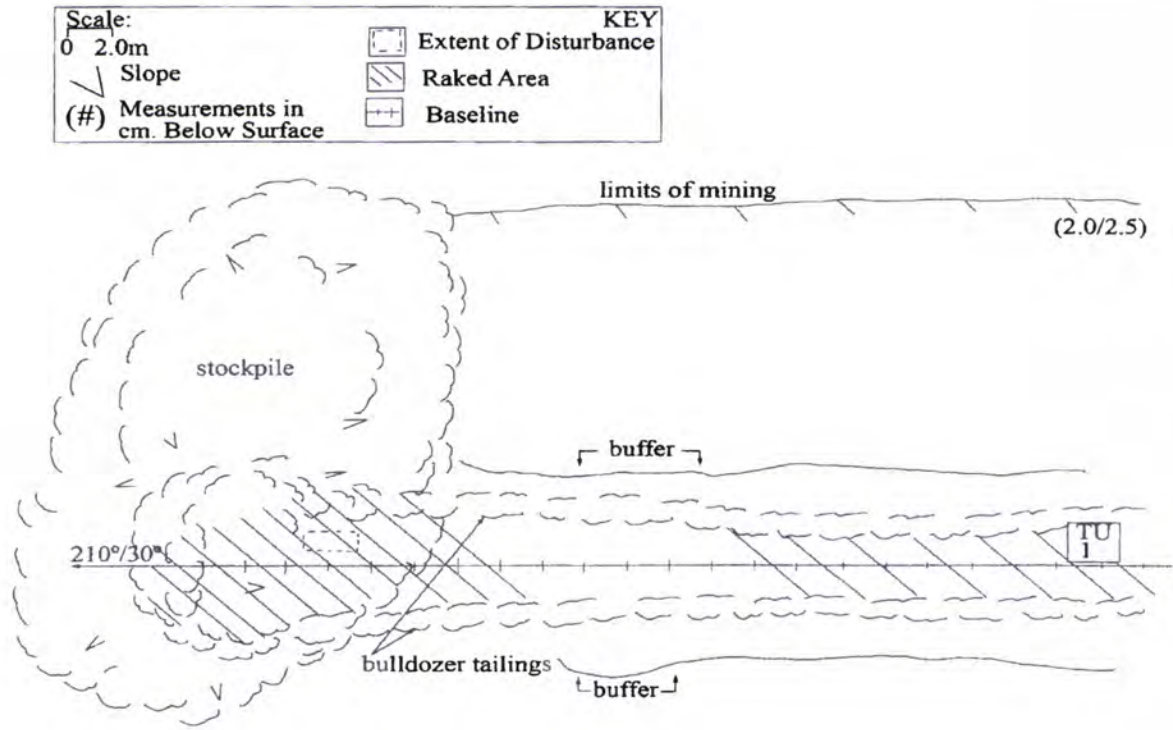 Scale:
0 2.0m
Slope
(#) Measurements in
cm. Below Surface
KEY
Extent of Disturbance
Raked Area
Baseline
limits of mining
(2.0/2.5)
stockpile
buffer
TU
1
210°/30°
bulldozer tailings
buffer